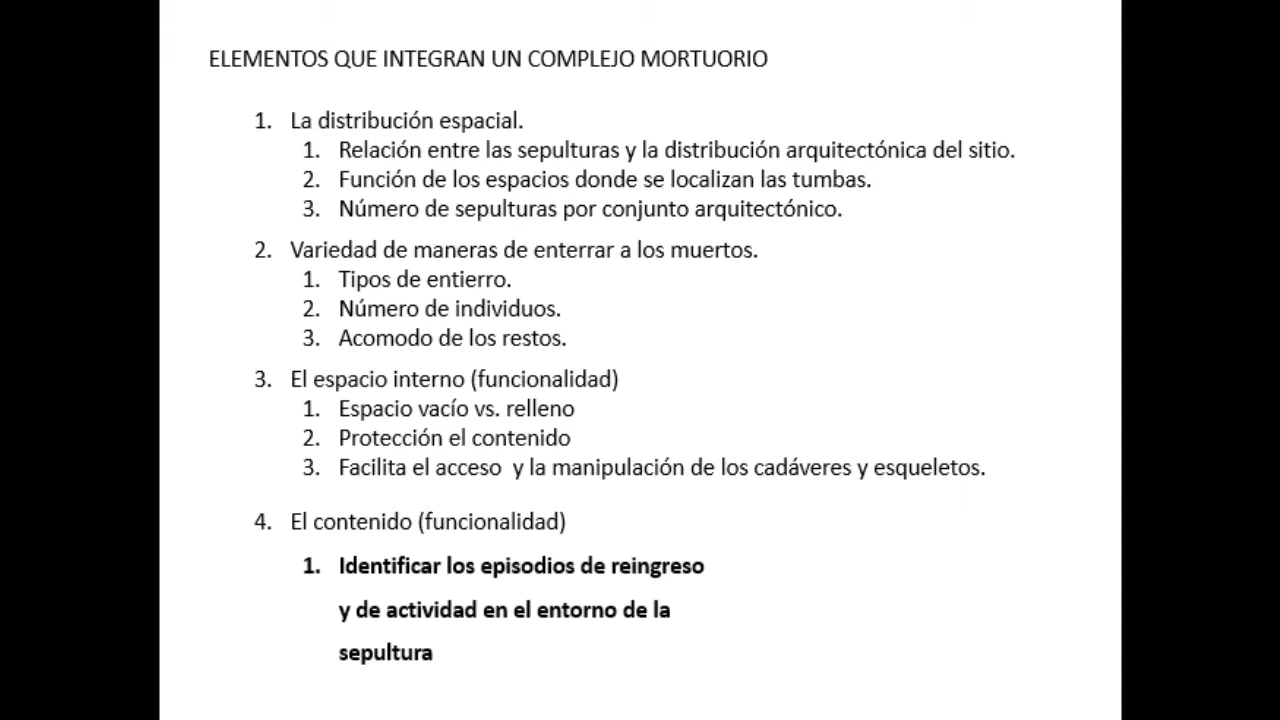 ELEMENTOS QUE INTEGRAN UN COMPLEJO MORTUORIO
1. La distribución espacial.
1. Relación entre las sepulturas y la distribución arquitectónica del sitio.
2. Función de los espacios donde se localizan las tumbas.
3. Número de sepulturas por conjunto arquitectónico.
2. Variedad de maneras de enterrar a los muertos.
1. Tipos de entierro.
2. Número de individuos.
3. Acomodo de los restos.
3. El espacio interno (funcionalidad)
1. Espacio vacío vs. relleno
2. Protección el contenido
3. Facilita el acceso y la manipulación de los cadáveres y esqueletos.
4. El contenido (funcionalidad)
1. Identificar los episodios de reingreso
y de actividad en el entorno de la
sepultura